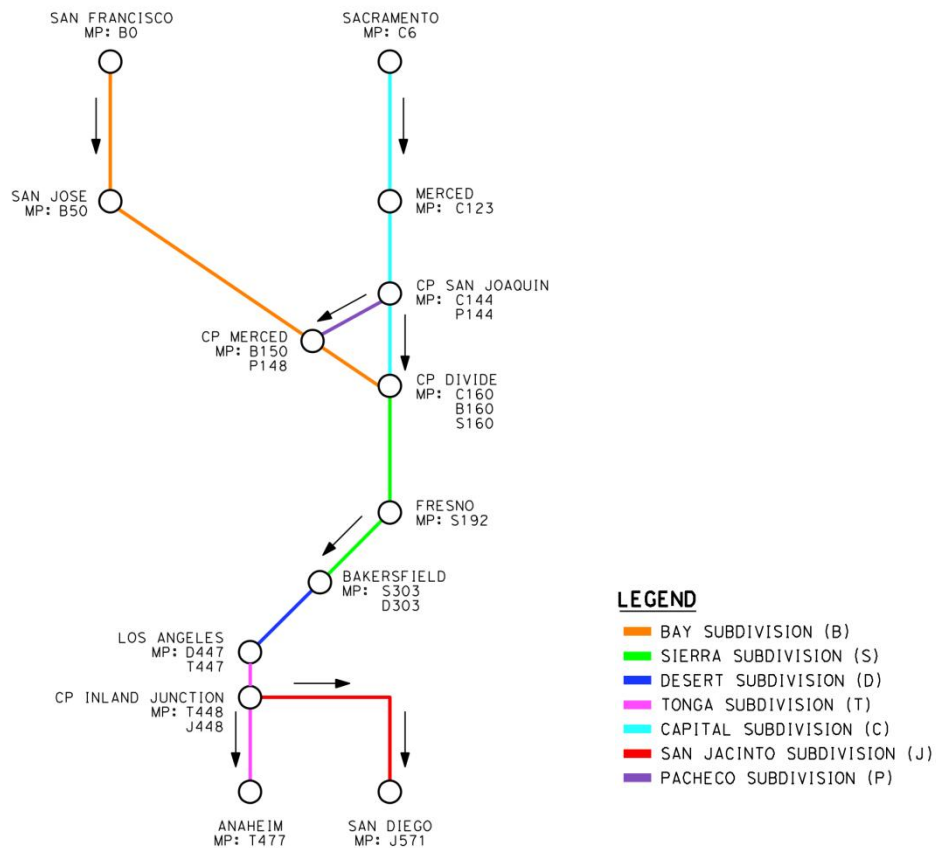 SAN FRANCISCO
MP: B0
SACRAMENTO
MP: C6
SAN JOSE
MP: B50
MERCED
MP: C123
CP SAN JOAQUIN
MP: C144
P144
CP MERCED
MP: B150
P148
CP DIVIDE
MP: C160
B160
S160
FRESNO
MP: S192
BAKERSFIELD
MP: S303
D303
LOS ANGELES
MP: D447
T447
CP INLAND JUNCTION
MP: T448
J448
ANAHEIM
MP: T477
SAN DIEGO
MP: J571
LEGEND
BAY SUBDIVISION (B)
SIERRA SUBDIVISION (S)
DESERT SUBDIVISION (D)
TONGA SUBDIVISION (T)
CAPITAL SUBDIVISION (C)
SAN JACINTO SUBDIVISION (J)
PACHECO SUBDIVISION (P)